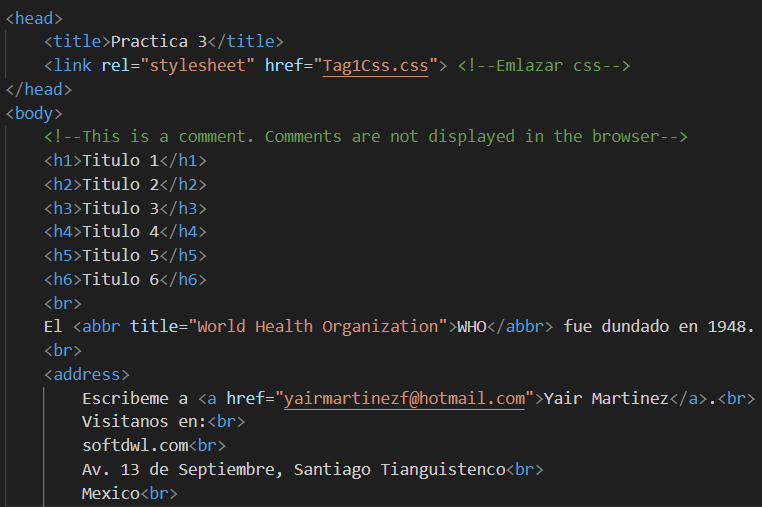 <head>
<title>Practica 3</title>
<link rel="stylesheet" href="Tag1Css.css"> <!--Emlazar css-->
</head>
<body>
<!--This is a comment. Comments are not displayed in the browser-->
<h1>Titulo 1</h1>
<h2>Titulo 2</h2>
<h3>Titulo 3</h3>
<h4>Titulo 4</h4>
<h5>Titulo 5</h5>
<h6>Titulo 6</h6>
<br>
El <abbr title="World Health Organization">WHO</abbr> fue dundado en 1948.
<br>
<address>
Escribeme a <a href="yairmartinezf@hotmail.com">Yair Martinez</a>.<br>
Visitanos en:<br>
softdwl.com<br>
Av. 13 de Septiembre, Santiago Tianguistenco<br>
Mexico<br>